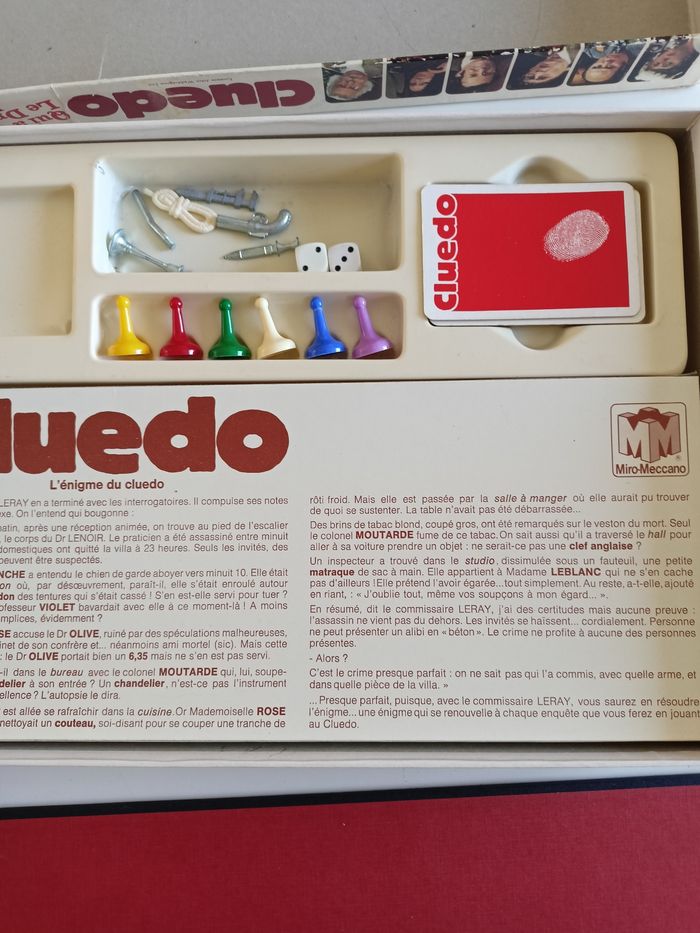 cluedo
cluedo
luedo
L'énigme du cluedo
LERAY en a terminé avec les interrogatoires. Il compulse ses notes
exe. On l'entend qui bougonne :
matin, après une réception animée, on trouve au pied de l'escalier
, le corps du Dr LENOIR. Le praticien a été assassiné entre minuit
domestiques ont quitté la villa à 23 heures. Seuls les invités, des
peuvent être suspectés.
NCHE a entendu le chien de garde aboyer vers minuit 10. Elle était
on où, par désœuvrement, paraît-il, elle s'était enroulé autour
don des tentures qui s'était cassé ! S'en est-elle servi pour tuer ?
ofesseur VIOLET bavardait avec elle à ce moment-là ! A moins
mplices, évidemment ?
SE accuse le Dr OLIVE, ruiné par des spéculations malheureuses,
inet de son confrère et... néanmoins ami mortel (sic). Mais cette
: le Dr OLIVE portait bien un 6,35 mais ne s'en est pas servi.
-il dans le bureau avec le colonel MOUTARDE qui, lui, soupe-
delier à son entrée ? Un chandelier, n'est-ce pas l'instrument
ellence ? L'autopsie le dira.
est allée se rafraîchir dans la cuisine. Or Mademoiselle ROSE
nettoyait un couteau, soi-disant pour se couper une tranche de
MM
Miro-Meccano
rôti froid. Mais elle est passée par la salle à manger où elle aurait pu trouver
de quoi se sustenter. La table n'avait pas été débarrassée...
Des brins de tabac blond, coupé gros, ont été remarqués sur le veston du mort. Seul
le colonel MOUTARDE fume de ce tabac. On sait aussi qu'il a traversé le hall pour
aller à sa voiture prendre un objet : ne serait-ce pas une clef anglaise ?
Un inspecteur a trouvé dans le studio, dissimulée sous un fauteuil, une petite
matraque de sac à main. Elle appartient à Madame LEBLANC qui ne s'en cache
pas d'ailleurs ! Elle prétend l'avoir égarée... tout simplement. Au reste, a-t-elle, ajouté
en riant, : « J'oublie tout, même vos soupçons à mon égard... ».
En résumé, dit le commissaire LERAY, j'ai des certitudes mais aucune preuve :
l'assassin ne vient pas du dehors. Les invités se haïssent... cordialement. Personne
ne peut présenter un alibi en « béton ». Le crime ne profite à aucune des personnes
présentes.
- Alors ?
C'est le crime presque parfait : on ne sait pas qui l'a commis, avec quelle arme, et
dans quelle pièce de la villa. »
... Presque parfait, puisque, avec le commissaire LERAY, vous saurez en résoudre
l'énigme... une énigme qui se renouvelle à chaque enquête que vous ferez en jouant
au Cluedo.